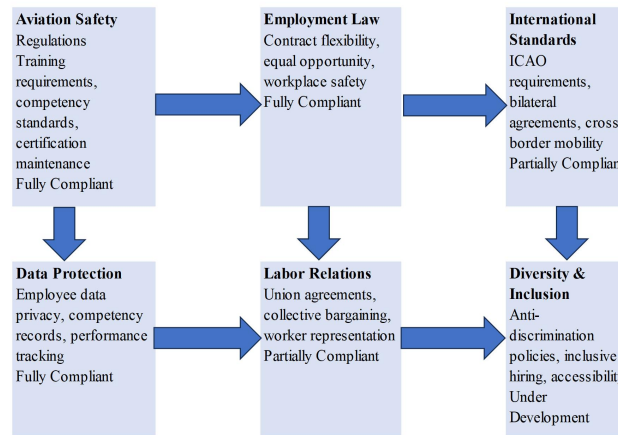 Aviation Safety
Regulations
Training
requirements,
competency
standards,
certification
maintenance
Fully Compliant
Employment Law
Contract flexibility,
equal opportunity,
workplace safety
Fully Compliant
International
Standards
ICAO
requirements,
bilateral
agreements, cross
border mobility
Partially Complian
Data Protection
Employee data
privacy, competency
records, performance
tracking
Fully Compliant
Labor Relations
Union agreements,
collective bargaining,
worker representation
Partially Compliant
Diversity &
Inclusion
Anti-
discrimination
policies, inclusive
hiring, accessibilit
Under
Development